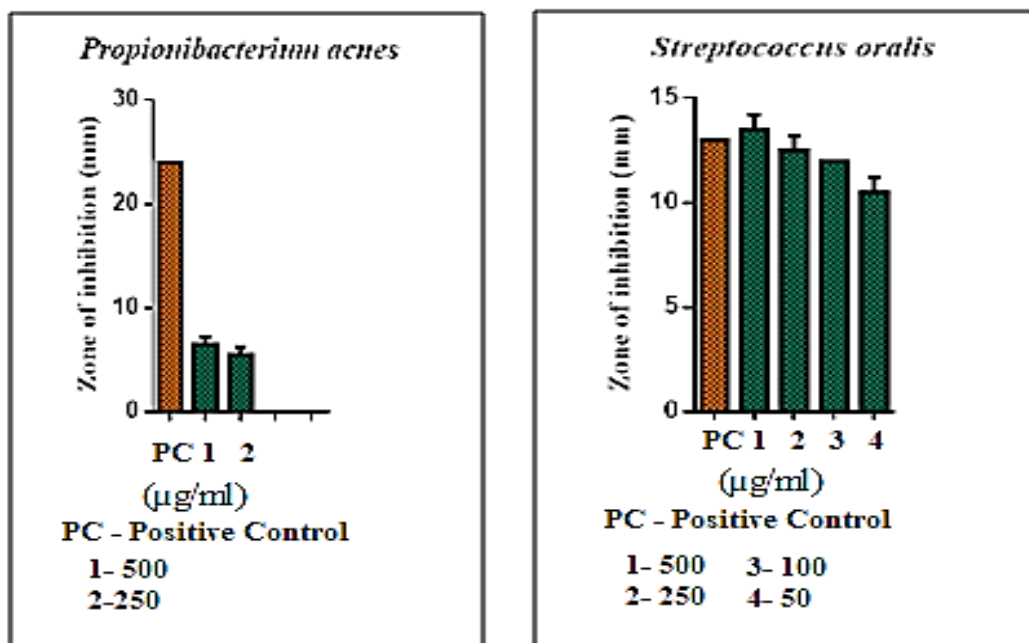 Propionibacterium acnes
Zone of inhibition (mm)
30
20
10
0
PC 1 2
(µg/ml)
PC - Positive Control
1- 500
2-250
Streptococcus oralis
Zone of inhibition (mm)
15
10
5
0
PC 1 2 3 4
(µg/ml)
PC - Positive Control
1- 500 3- 100
2- 250 4- 50